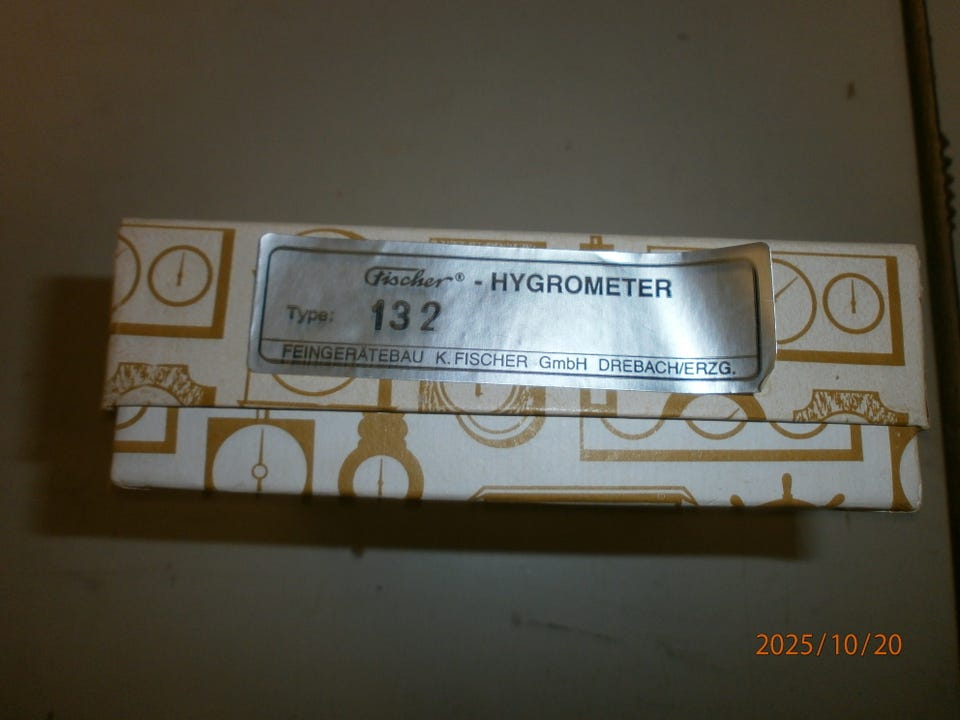 Fischer® - HYGROMETER
Type: 132
FEINGERÄTEBAU K. FISCHER GmbH DREBACH/ERZG.
2025/10/20